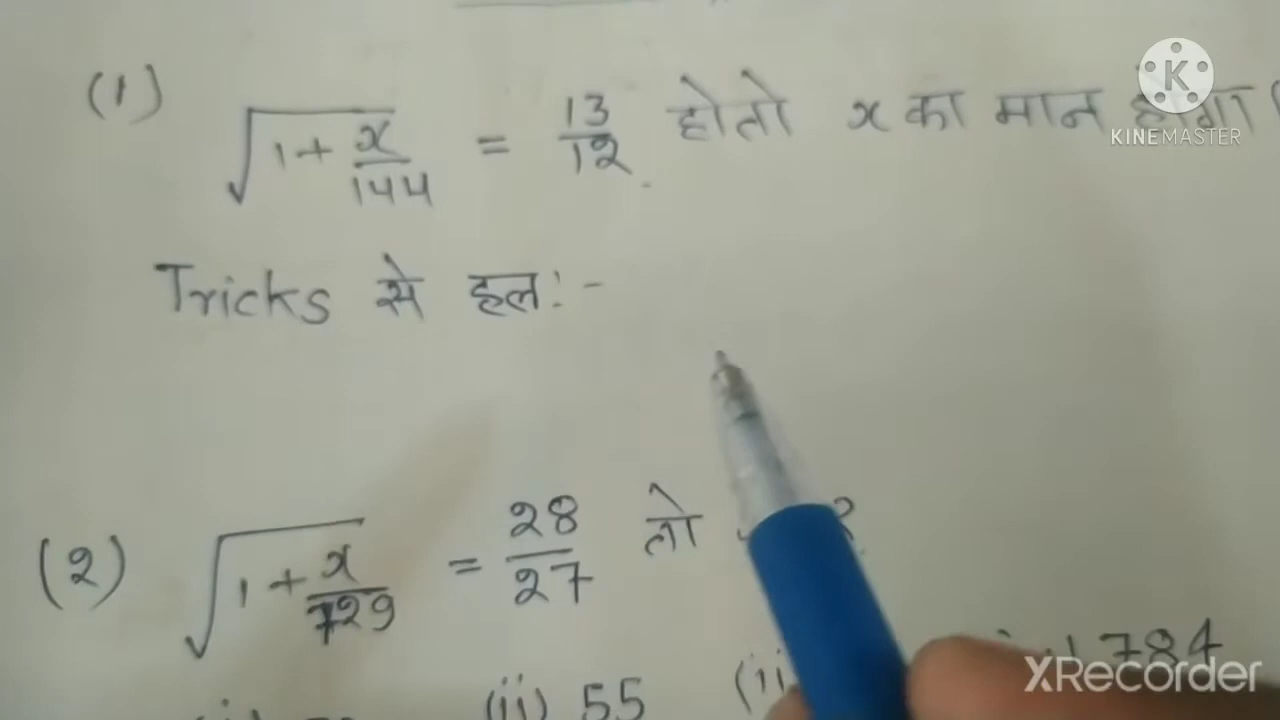 (1) √1+x/144 = 13/12 होतो x का मान होगा
KINEMASTER
Tricks से हल:-
(2) √1+x/729 = 28/27 तो ?
(ii) 55 784
XRecorder